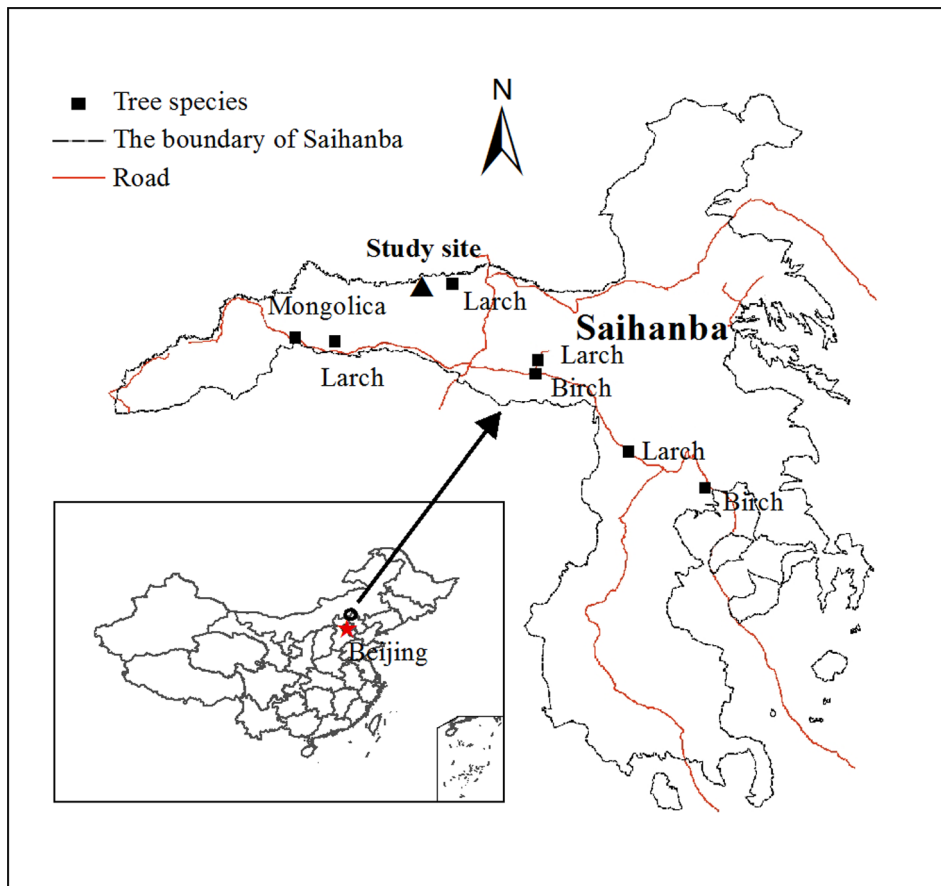 N
Tree species
The boundary of Saihanba
Road
Study site
Mongolica
Larch
Saihanba
Larch
Larch
Birch
Larch
Birch
Beijing